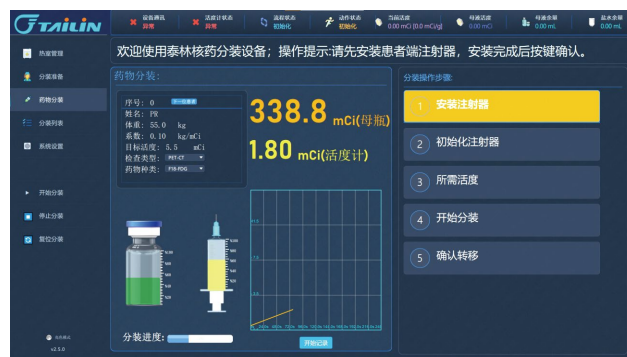 TAILIN
设备通讯
异常
活度计状态
异常
流程状态
初始化
动作状态
初始化
当前活度
0.00 mCi [0.0 mCi/g]
母液活度
0.00 mCi
母液余量
0.00 mL
盐水余量
0.00 mL
欢迎使用泰林核药分装设备；操作提示:请先安装患者端注射器，安装完成后按键确认。
热室管理
分装准备
药物分装
分装列表
系统设置
开始分装
停止分装
复位分装
v2.5.0
药物分装:
序号: 0
下一位患者
姓名: PR
体重: 55.0 kg
系数: 0.10 kg/mCi
目标活度: 5.5 mCi
检查类型: PET-CT
药物种类: F18-FDG
338.8 mCi(母瓶)
1.80 mCi(活度计)
分装进度:
开始记录
分装操作步骤:
1 安装注射器
2 初始化注射器
3 所需活度
4 开始分装
5 确认转移